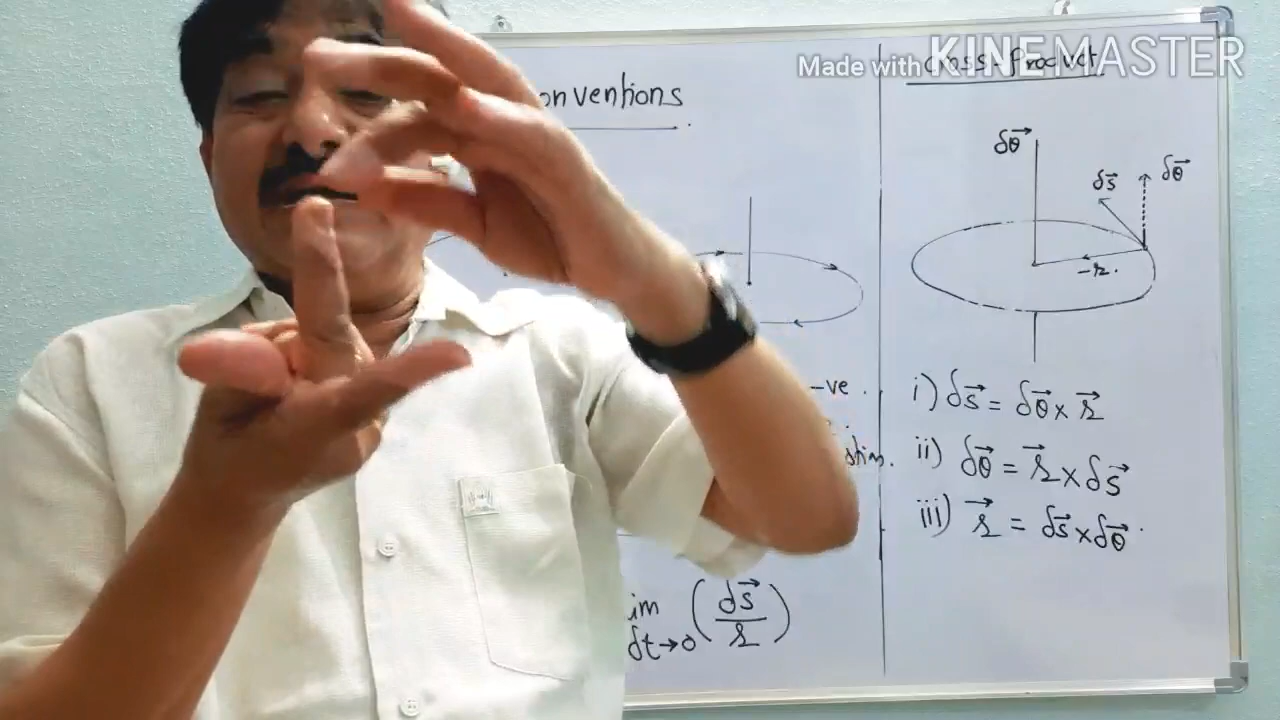 Made with KINEMASTER
onventions
Cross-Product
δθ⃗
δs⃗
δθ⃗
-r.
-ve.
i) δs⃗ = δθ⃗ × r⃗
ii) δθ⃗ = r⃗ × δs⃗
iii) r⃗ = δs⃗ × δθ⃗.
im
δt→0
(δs⃗/r)